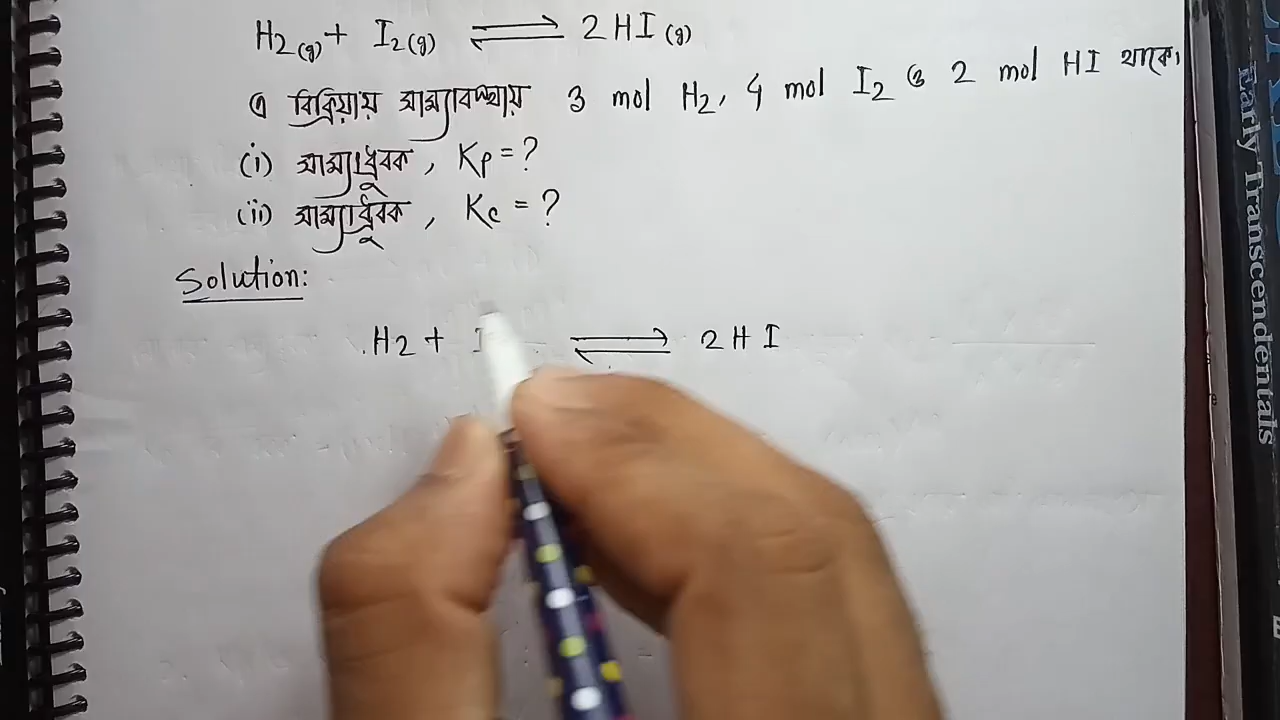 H2(g) + I2(g) ⇌ 2HI(g)
এ বিক্রিয়ায় সাম্যাবস্থায় 3 mol H2, 4 mol I2 ও 2 mol HI থাকে।
(i) সাম্যধ্রুবক, Kp = ?
(ii) সাম্যধ্রুবক, Kc = ?
Solution:
H2 + I ⇌ 2HI
Early Transcendentals